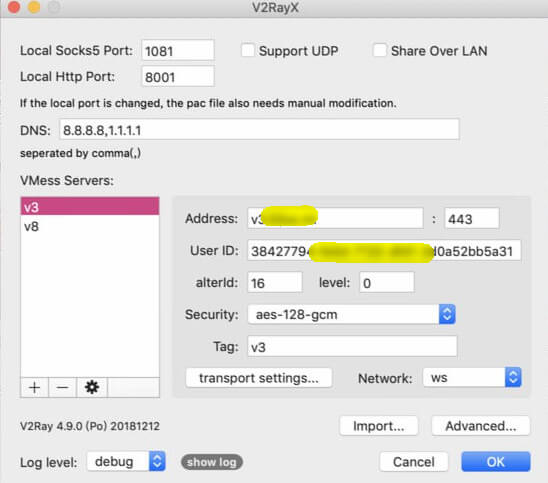 V2RayX
Local Socks5 Port: 1081 Support UDP Share Over LAN
Local Http Port: 8001
If the local port is changed, the pac file also needs manual modification.
DNS: 8.8.8.8,1.1.1.1
seperated by comma(,)
VMess Servers:
v3
v8
Address: v3 : 443
User ID: 38427794 d0a52bb5a31
alterId: 16 level: 0
Security: aes-128-gcm
Tag: v3
transport settings... Network: ws
V2Ray 4.9.0 (Po) 20181212 Import... Advanced...
Log level: debug show log Cancel OK